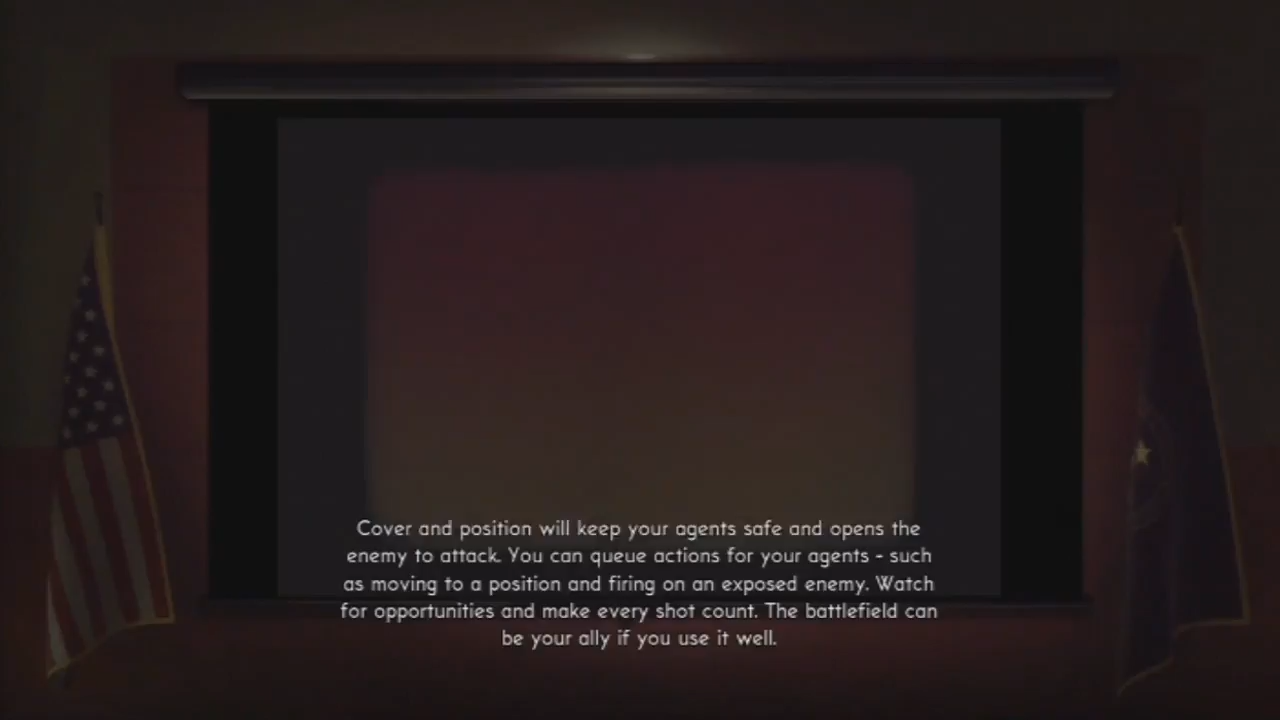 Cover and position will keep your agents safe and opens the
enemy to attack. You can queue actions for your agents - such
as moving to a position and firing on an exposed enemy. Watch
for opportunities and make every shot count. The battlefield can
be your ally if you use it well.